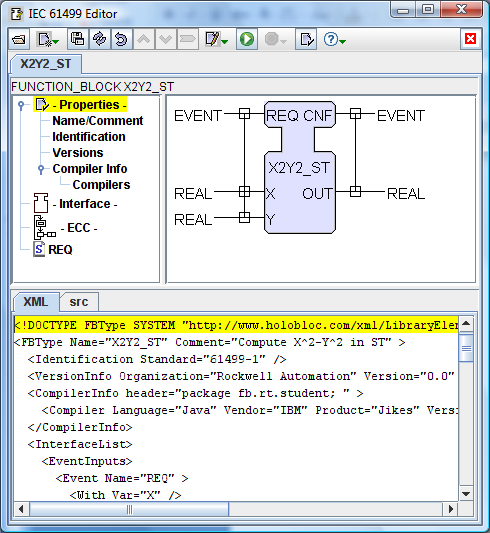 IEC 61499 Editor
X2Y2_ST
FUNCTION_BLOCK X2Y2_ST
- Properties -
Name/Comment
Identification
Versions
Compiler Info
Compilers
- Interface -
- ECC -
REQ
EVENT REQ CNF EVENT
X2Y2_ST
REAL X OUT REAL
REAL Y
XML src
<!DOCTYPE FBType SYSTEM "http://www.holobloc.com/xml/LibraryElem
<FBType Name="X2Y2_ST" Comment="Compute X^2-Y^2 in ST" >
<Identification Standard="61499-1" />
<VersionInfo Organization="Rockwell Automation" Version="0.0"
<CompilerInfo header="package fb.rt.student; " >
<Compiler Language="Java" Vendor="IBM" Product="Jikes" Versi
</CompilerInfo>
<InterfaceList>
<EventInputs>
<Event Name="REQ" >
<With Var="X" />